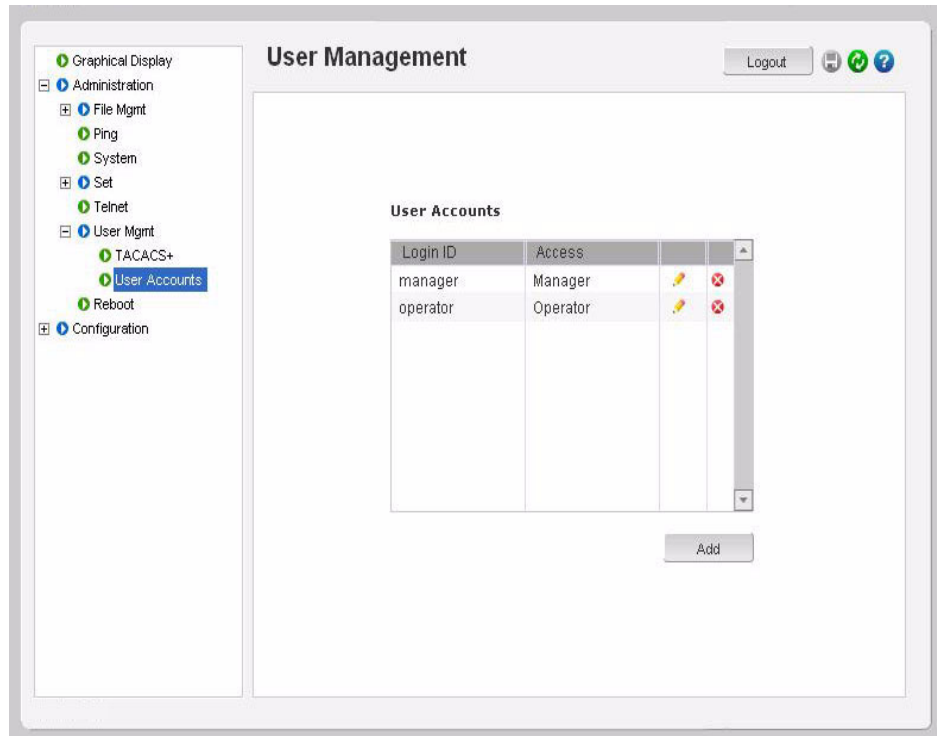 Graphical Display
Administration
File Mgmt
Ping
System
Set
Telnet
User Mgmt
TACACS+
User Accounts
Reboot
Configuration
User Management
Logout
User Accounts
Login ID Access
manager Manager
operator Operator
Add